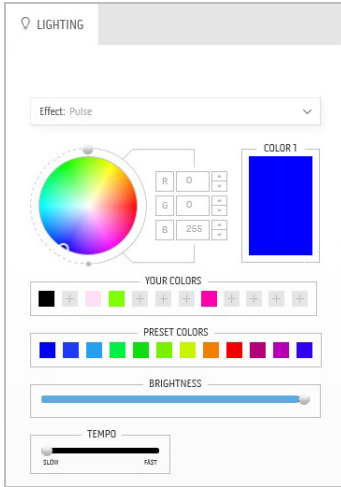 LIGHTING
Effect: Pulse
COLOR 1
R 0
G 0
B 255
YOUR COLORS
+ + + + + + + +
PRESET COLORS
BRIGHTNESS
TEMPO
SLOW FAST